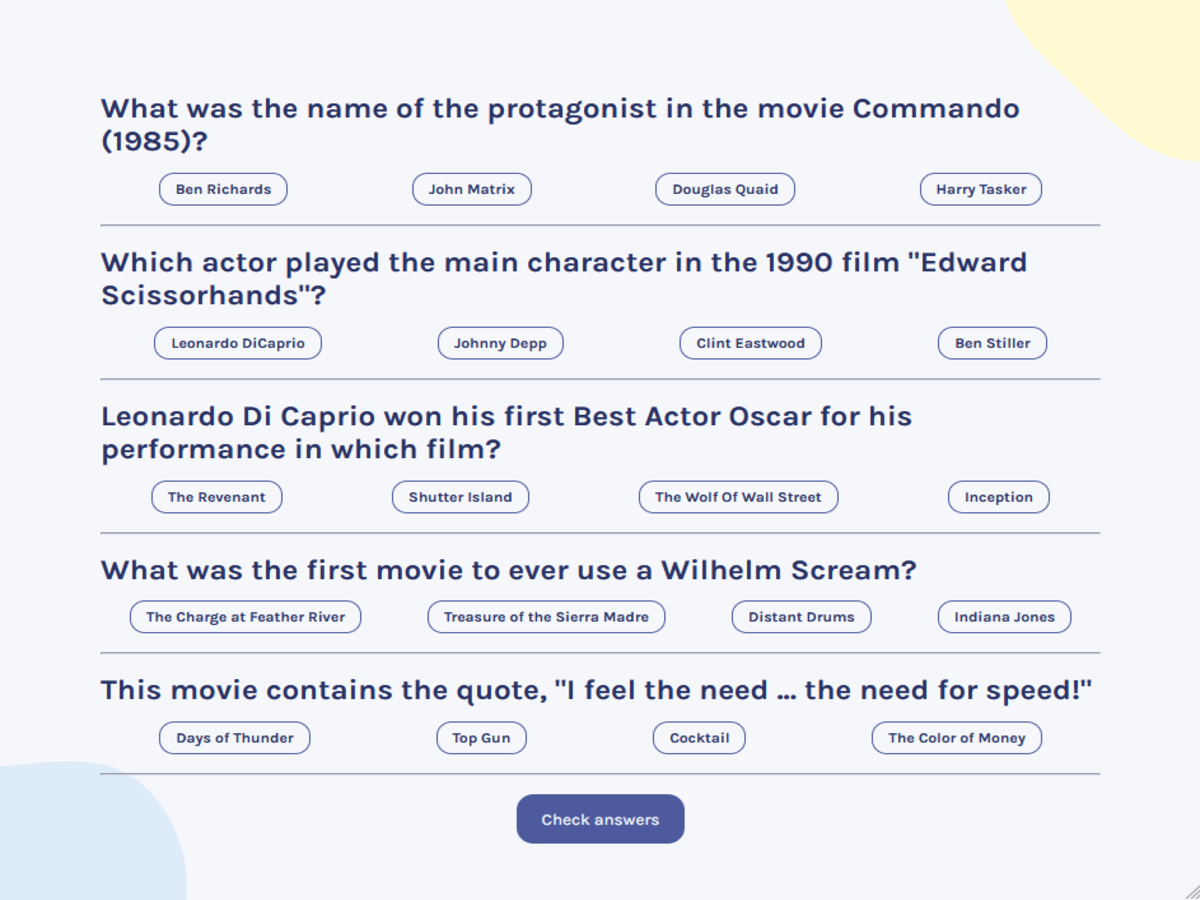 What was the name of the protagonist in the movie Commando
(1985)?
Ben Richards John Matrix Douglas Quaid Harry Tasker
Which actor played the main character in the 1990 film "Edward
Scissorhands"?
Leonardo DiCaprio Johnny Depp Clint Eastwood Ben Stiller
Leonardo Di Caprio won his first Best Actor Oscar for his
performance in which film?
The Revenant Shutter Island The Wolf Of Wall Street Inception
What was the first movie to ever use a Wilhelm Scream?
The Charge at Feather River Treasure of the Sierra Madre Distant Drums Indiana Jones
This movie contains the quote, "I feel the need ... the need for speed!"
Days of Thunder Top Gun Cocktail The Color of Money
Check answers